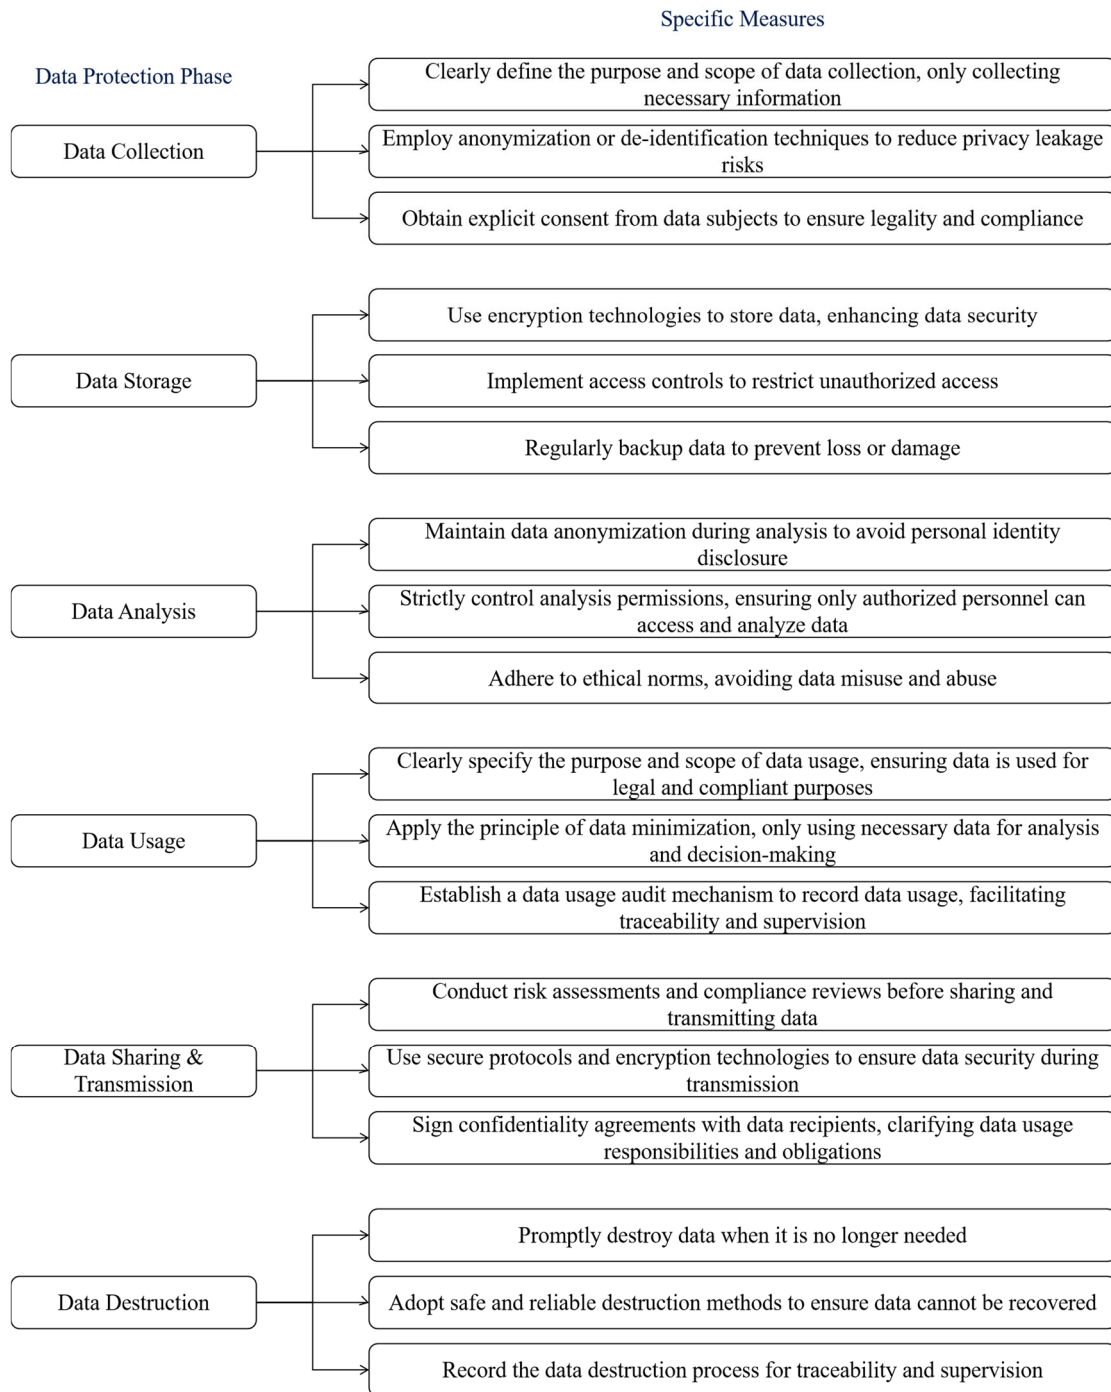 Specific Measures
Data Protection Phase
Clearly define the purpose and scope of data collection, only collecting
necessary information
Data Collection
Employ anonymization or de-identification techniques to reduce privacy leakage
risks
Obtain explicit consent from data subjects to ensure legality and compliance
Use encryption technologies to store data, enhancing data security
Data Storage
Implement access controls to restrict unauthorized access
Regularly backup data to prevent loss or damage
Maintain data anonymization during analysis to avoid personal identity
disclosure
Data Analysis
Strictly control analysis permissions, ensuring only authorized personnel can
access and analyze data
Adhere to ethical norms, avoiding data misuse and abuse
Clearly specify the purpose and scope of data usage, ensuring data is used for
legal and compliant purposes
Data Usage
Apply the principle of data minimization, only using necessary data for analysis
and decision-making
Establish a data usage audit mechanism to record data usage, facilitating
traceability and supervision
Conduct risk assessments and compliance reviews before sharing and
transmitting data
Data Sharing &
Transmission
Use secure protocols and encryption technologies to ensure data security during
transmission
Sign confidentiality agreements with data recipients, clarifying data usage
responsibilities and obligations
Promptly destroy data when it is no longer needed
Data Destruction
Adopt safe and reliable destruction methods to ensure data cannot be recovered
Record the data destruction process for traceability and supervision